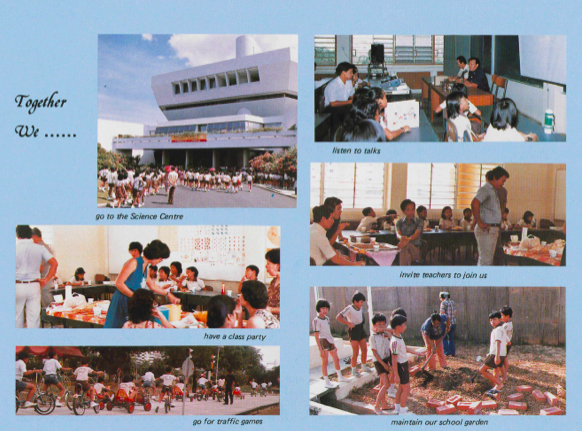 Together
We ......
go to the Science Centre
listen to talks
invite teachers to join us
have a class party
go for traffic games
maintain our school garden